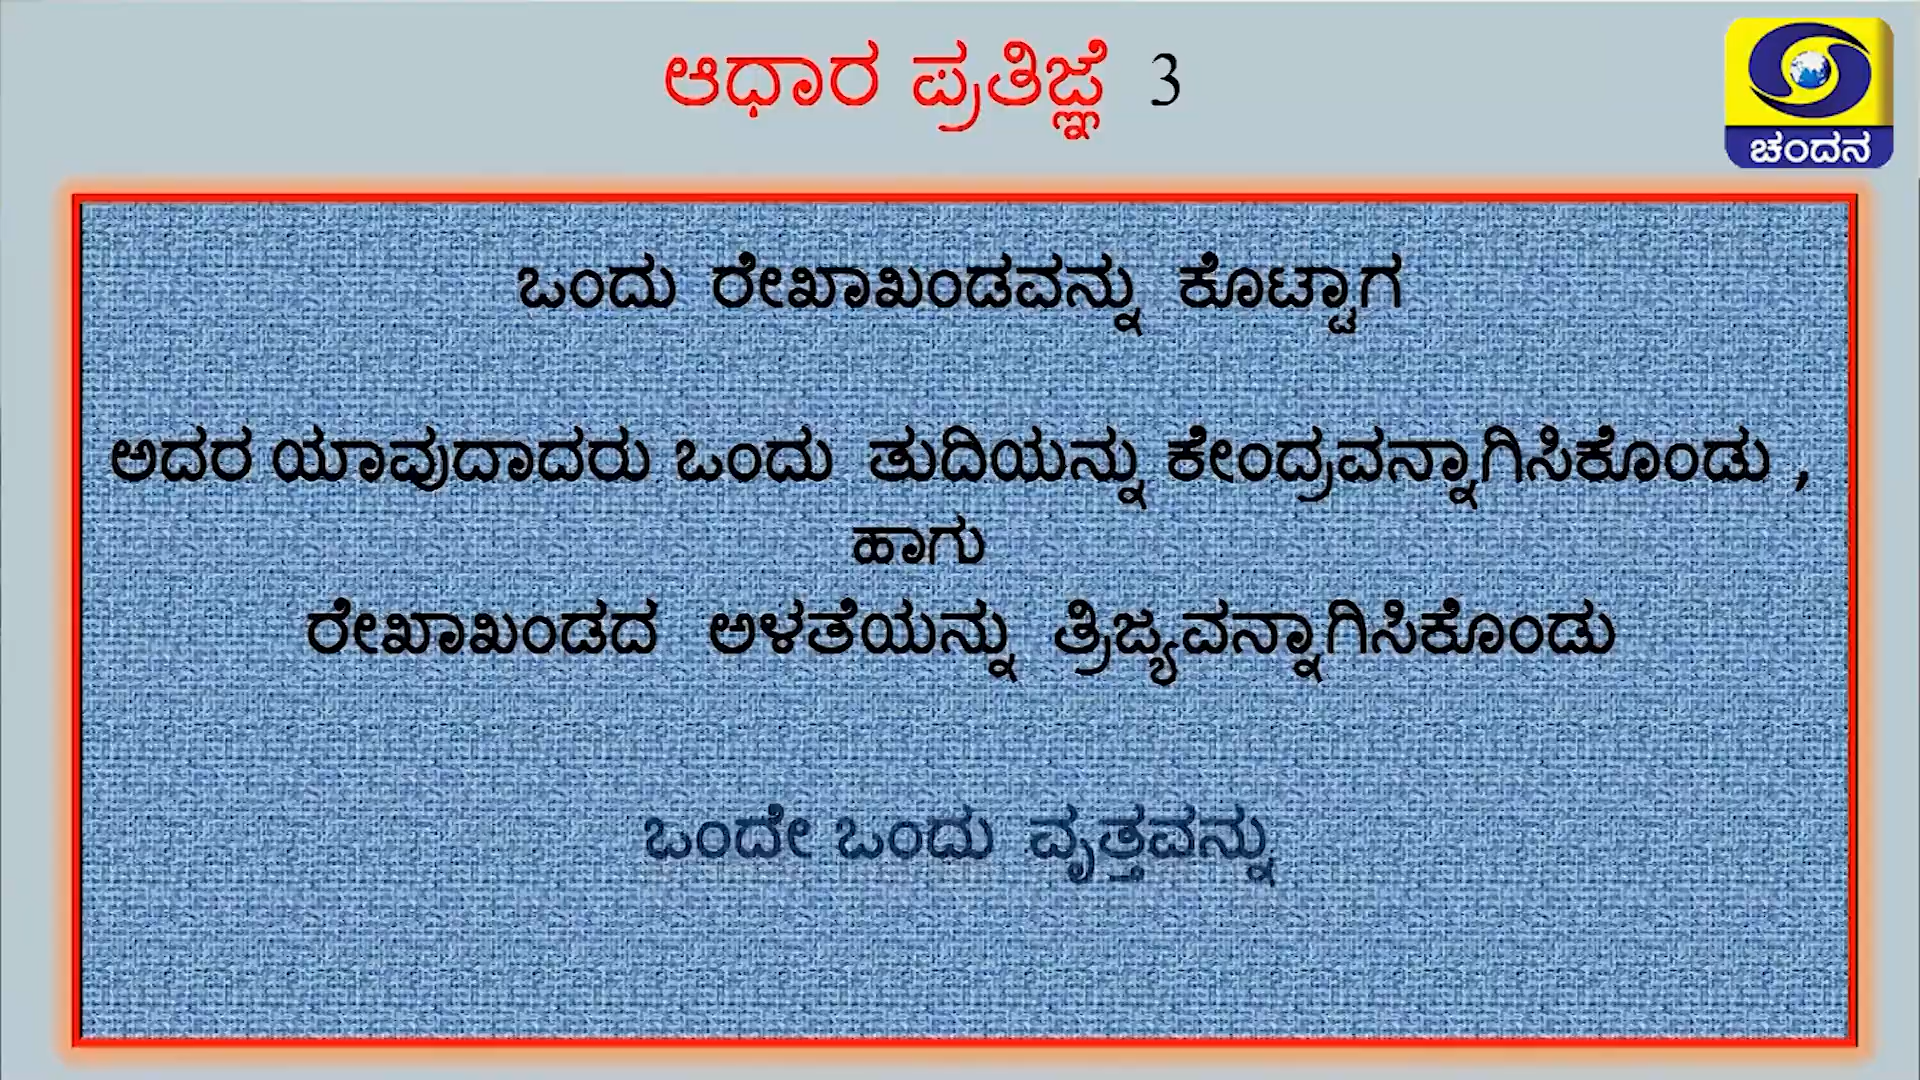 ಆಧಾರ ಪ್ರತಿಜ್ಞೆ 3
ಚಂದನ
ಒಂದು ರೇಖಾಖಂಡವನ್ನು ಕೊಟ್ಟಾಗ
ಅದರ ಯಾವುದಾದರು ಒಂದು ತುದಿಯನ್ನು ಕೇಂದ್ರವನ್ನಾಗಿಸಿಕೊಂಡು ,
ಹಾಗು
ರೇಖಾಖಂಡದ ಅಳತೆಯನ್ನು ತ್ರಿಜ್ಯವನ್ನಾಗಿಸಿಕೊಂಡು
ಒಂದೇ ಒಂದು ವೃತ್ತವನ್ನು